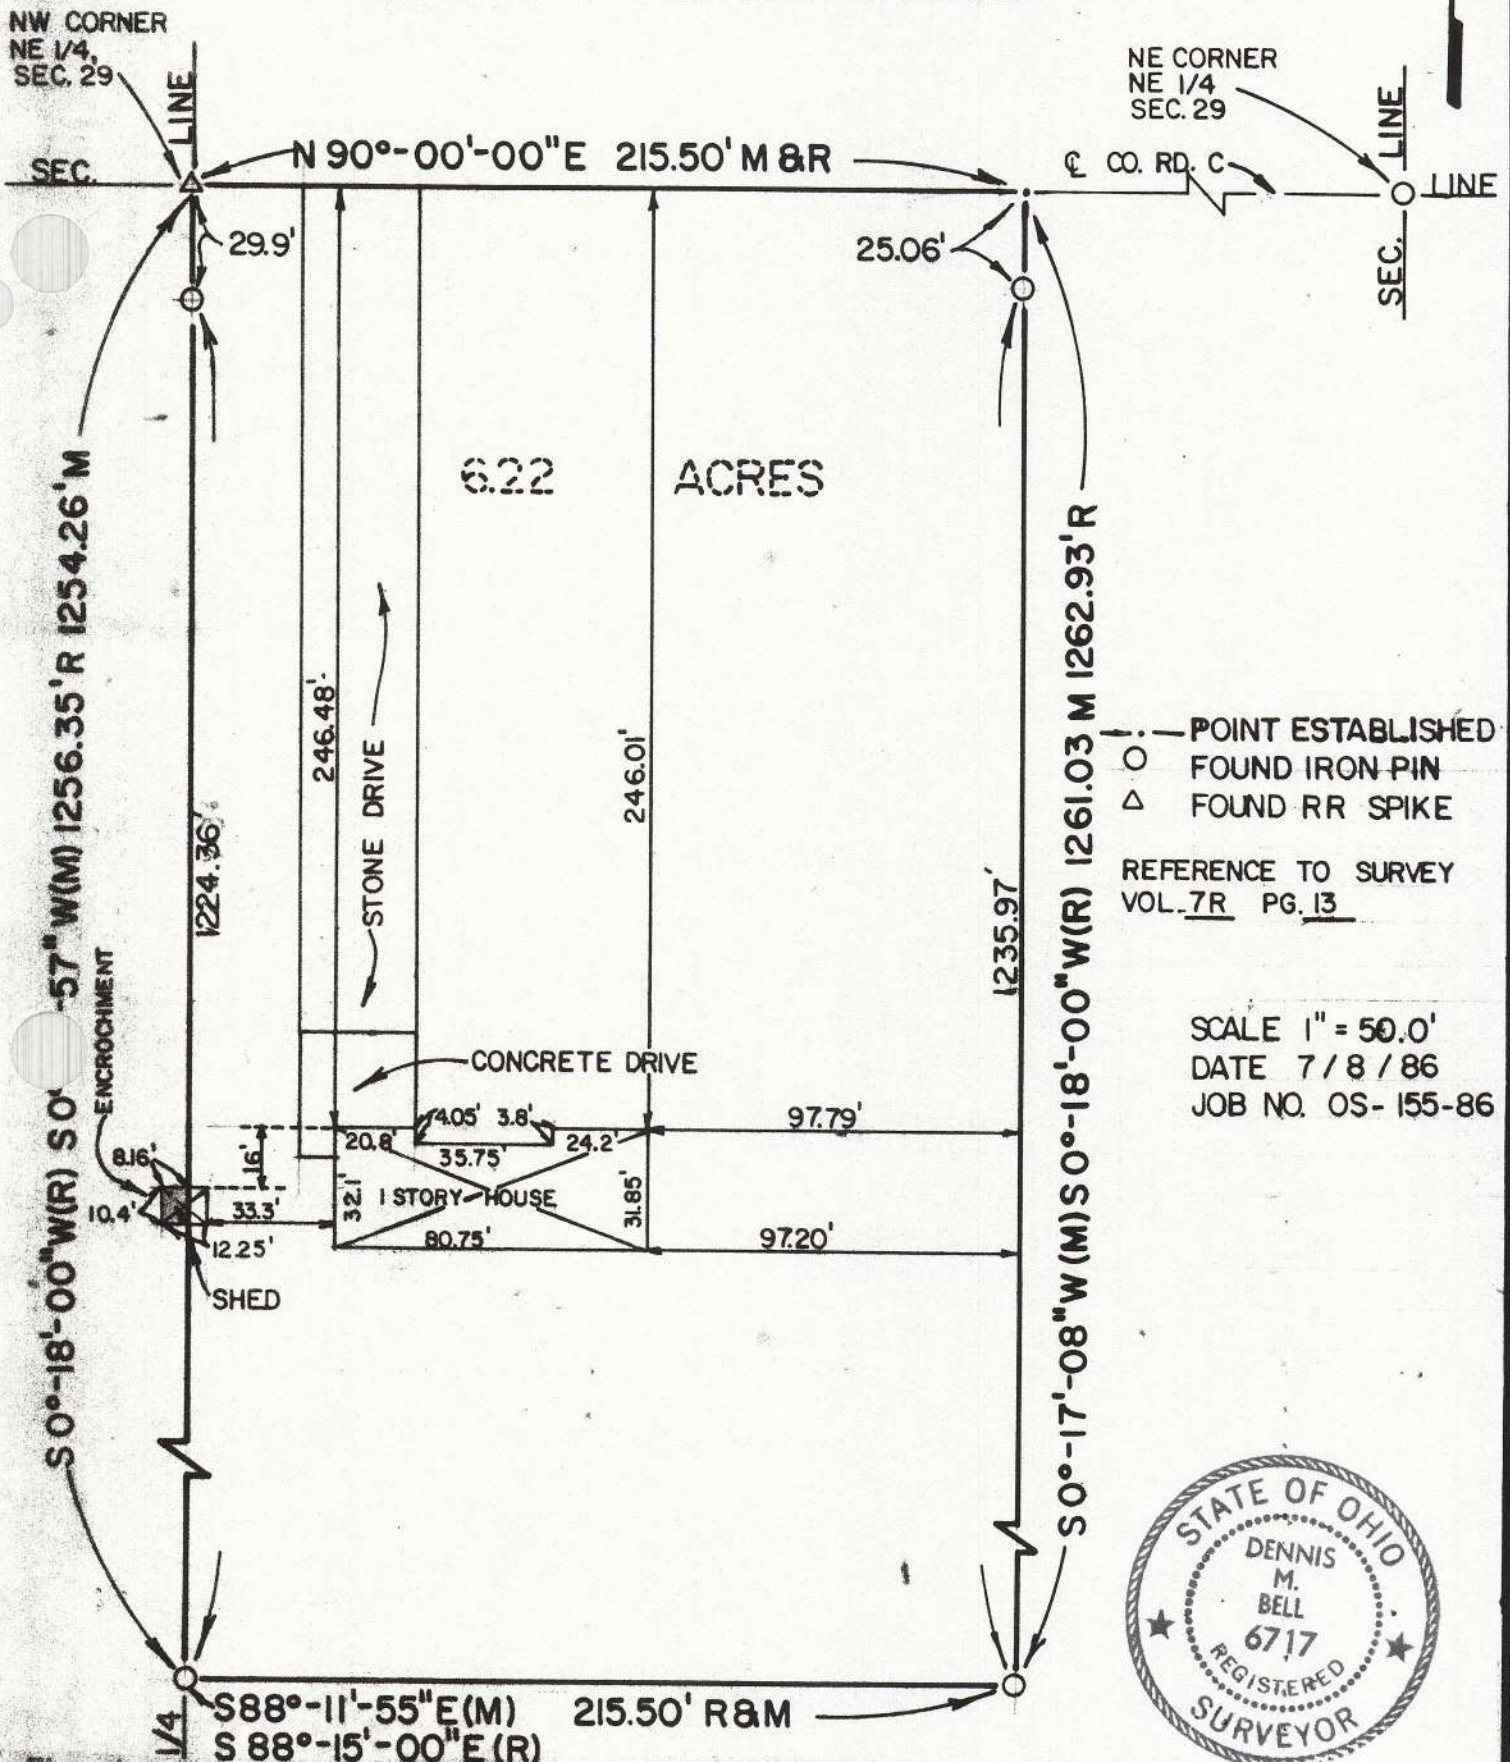 NW CORNER
NE 1/4,
SEC. 29
LINE
SEC.
N 90°-00'-00"E 215.50' M &R
NE CORNER
NE 1/4
SEC. 29
LINE
℄ CO. RD. C
LINE
SEC.
29.9'
25.06'
6.22 ACRES
S 0°-18'-00"W(R) S 0° -57" W(M) 1256.35' R 1254.26' M
1224.36'
246.48'
STONE DRIVE
246.01'
1235.97'
S 0°-17'-08" W (M) S 0°-18'-00" W(R) 1261.03 M 1262.93' R
POINT ESTABLISHED
FOUND IRON PIN
FOUND RR SPIKE
REFERENCE TO SURVEY
VOL. 7R PG. 13
SCALE 1" = 50.0'
DATE 7 / 8 / 86
JOB NO. OS- 155-86
ENCROCHMENT
CONCRETE DRIVE
4.05' 3.8'
97.79'
20.8'
35.75'
24.2'
16'
8.16'
10.4'
33.3'
12.25'
32.1'
1 STORY HOUSE
31.85'
80.75'
97.20'
SHED
STATE OF OHIO
DENNIS
M.
BELL
6717
REGISTERED
SURVEYOR
1/4
S 88°-11'-55"E (M) 215.50' R&M
S 88°-15'-00"E (R)